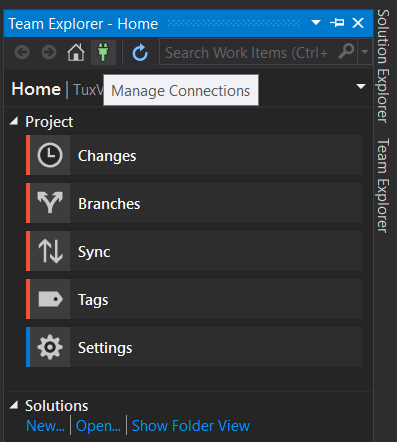 Team Explorer - Home
Search Work Items (Ctrl+
Home | TuxV
Manage Connections
Project
Changes
Branches
Sync
Tags
Settings
Solutions
New... | Open... | Show Folder View
Solution Explorer
Team Explorer